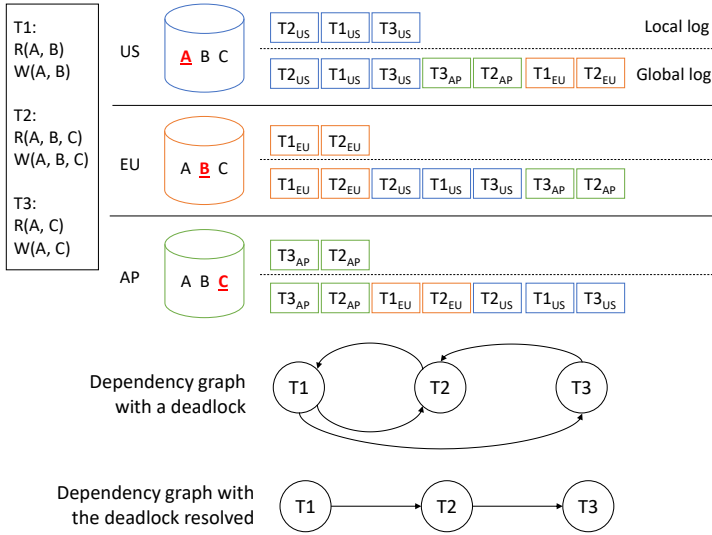 T1:
R(A, B)
W(A, B)
T2:
R(A, B, C)
W(A, B, C)
T3:
R(A, C)
W(A, C)
US
A B C
T2US T1US T3US
Local log
T2US T1US T3US T3AP T2AP T1EU T2EU
Global log
EU
A B C
T1EU T2EU
T1EU T2EU T2US T1US T3US T3AP T2AP
AP
A B C
T3AP T2AP
T3AP T2AP T1EU T2EU T2US T1US T3US
Dependency graph
with a deadlock
T1 T2 T3
Dependency graph with
the deadlock resolved
T1 T2 T3